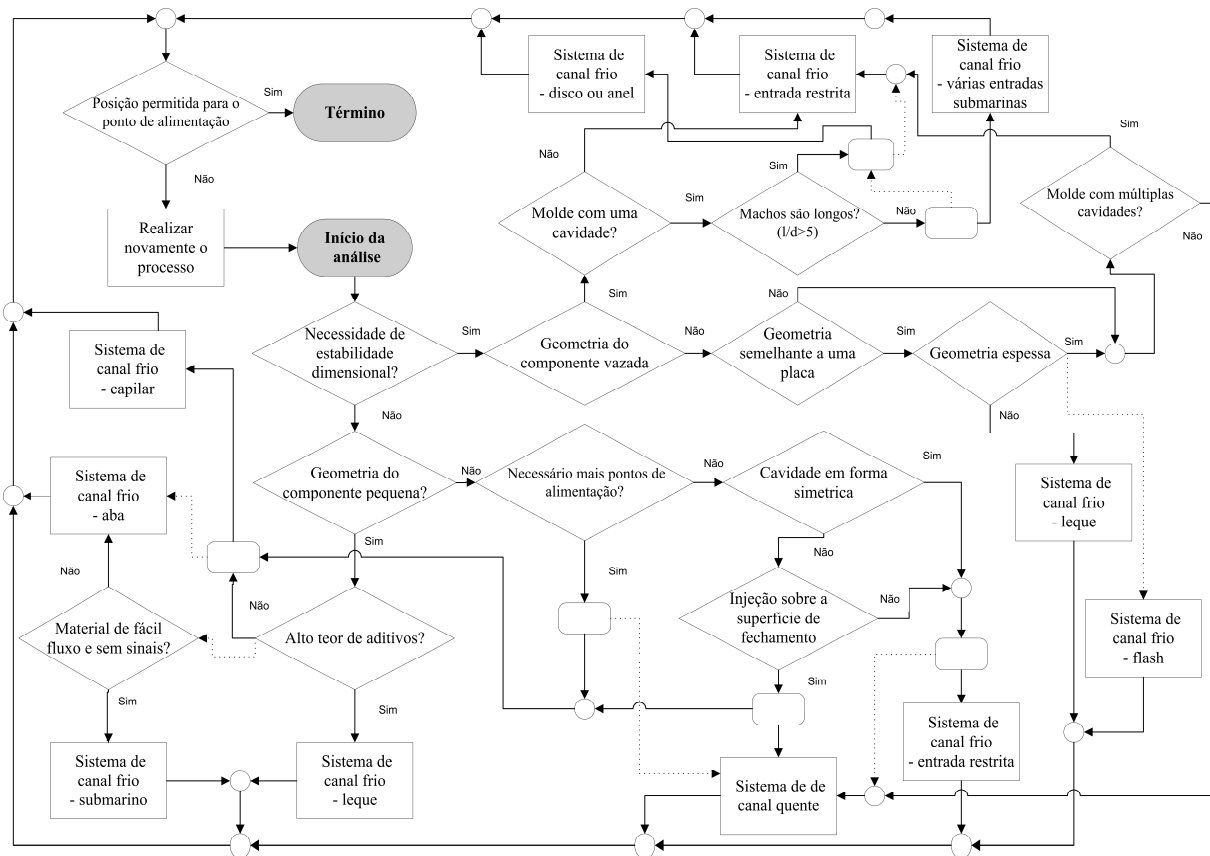 Posição permitida para o
ponto de alimentação
Sim
Término
Não
Realizar
novamente o
processo
Início da
análise
Sistema de
canal frio
- disco ou anel
Sistema de
canal frio
- entrada restrita
Sistema de
canal frio
- várias entradas
submarinas
Não
Molde com uma
cavidade?
Sim
Sim
Machos são longos?
(l/d>5)
Não
Sim
Molde com múltiplas
cavidades?
Não
Sim
Necessidade de
estabilidade
dimensional?
Sim
Geometria do
componente vazada
Não
Não
Geometria
semelhante a uma
placa
Sim
Geometria espessa
Sim
Não
Sistema de
canal frio
- capilar
Não
Geometria do
componente pequena?
Não
Necessário mais pontos de
alimentação?
Não
Cavidade em forma
simetrica
Sim
Sistema de
canal frio
- leque
Sistema de
canal frio
- aba
Sim
Sim
Não
Não
Não
Injeção sobre a
superfície de
fechamento
Não
Sim
Material de fácil
fluxo e sem sinais?
Alto teor de aditivos?
Sistema de
canal frio
- flash
Sim
Sim
Sistema de
canal frio
- entrada restrita
Sistema de
canal frio
- submarino
Sistema de
canal frio
- leque
Sistema de de
canal quente